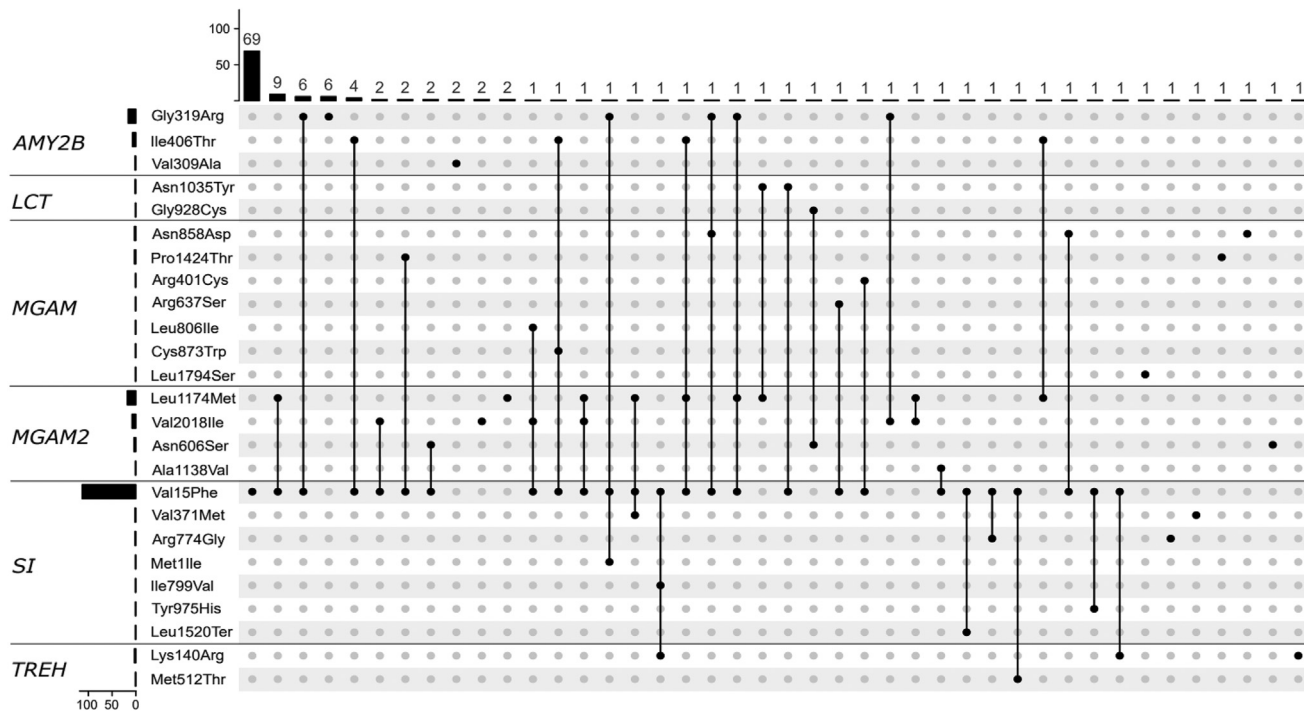 100
69 9 6 6 4 2 2 2 2 2 2 1 1 1 1 1 1 1 1 1 1 1 1 1 1 1 1 1 1 1 1 1 1 1 1 1 1 1 1 1 1 1
50
AMY2B
Gly319Arg
Ile406Thr
Val309Ala
LCT
Asn1035Tyr
Gly928Cys
MGAM
Asn858Asp
Pro1424Thr
Arg401Cys
Arg637Ser
Leu806Ile
Cys873Trp
Leu1794Ser
MGAM2
Leu1174Met
Val2018Ile
Asn606Ser
Ala1138Val
SI
Val15Phe
Val371Met
Arg774Gly
Met1Ile
Ile799Val
Tyr975His
Leu1520Ter
TREH
Lys140Arg
Met512Thr
100 50 0